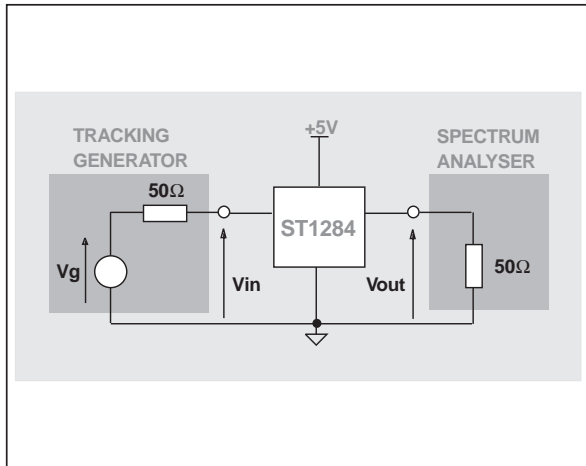 TRACKING
GENERATOR
+5V
SPECTRUM
ANALYSER
50Ω
ST1284
Vg
Vin
Vout
50Ω